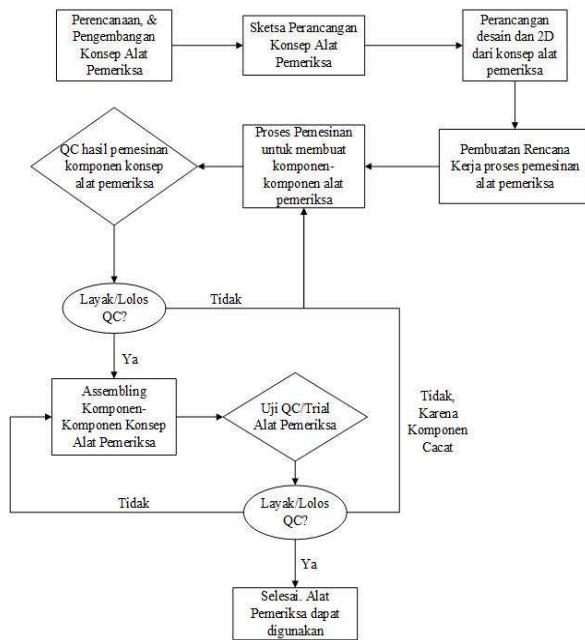 Perencanaan, &
Pengembangan
Konsep Alat
Pemeriksa
Sketsa Perancangan
Konsep Alat
Pemeriksa
Perancangan
desain dan 2D
dari konsep alat
pemeriksa
QC hasil pemesinan
komponen konsep
alat pemeriksa
Proses Pemesinan
untuk membuat
komponen-
komponen alat
pemeriksa
Pembuatan Rencana
Kerja proses pemesinan
alat pemeriksa
Layak/Lolos
QC?
Tidak
Ya
Assembling
Komponen-
Komponen Konsep
Alat Pemeriksa
Uji QC/Trial
Alat Pemeriksa
Tidak,
Karena
Komponen
Cacat
Tidak
Layak/Lolos
QC?
Ya
Selesai. Alat
Pemeriksa dapat
digunakan